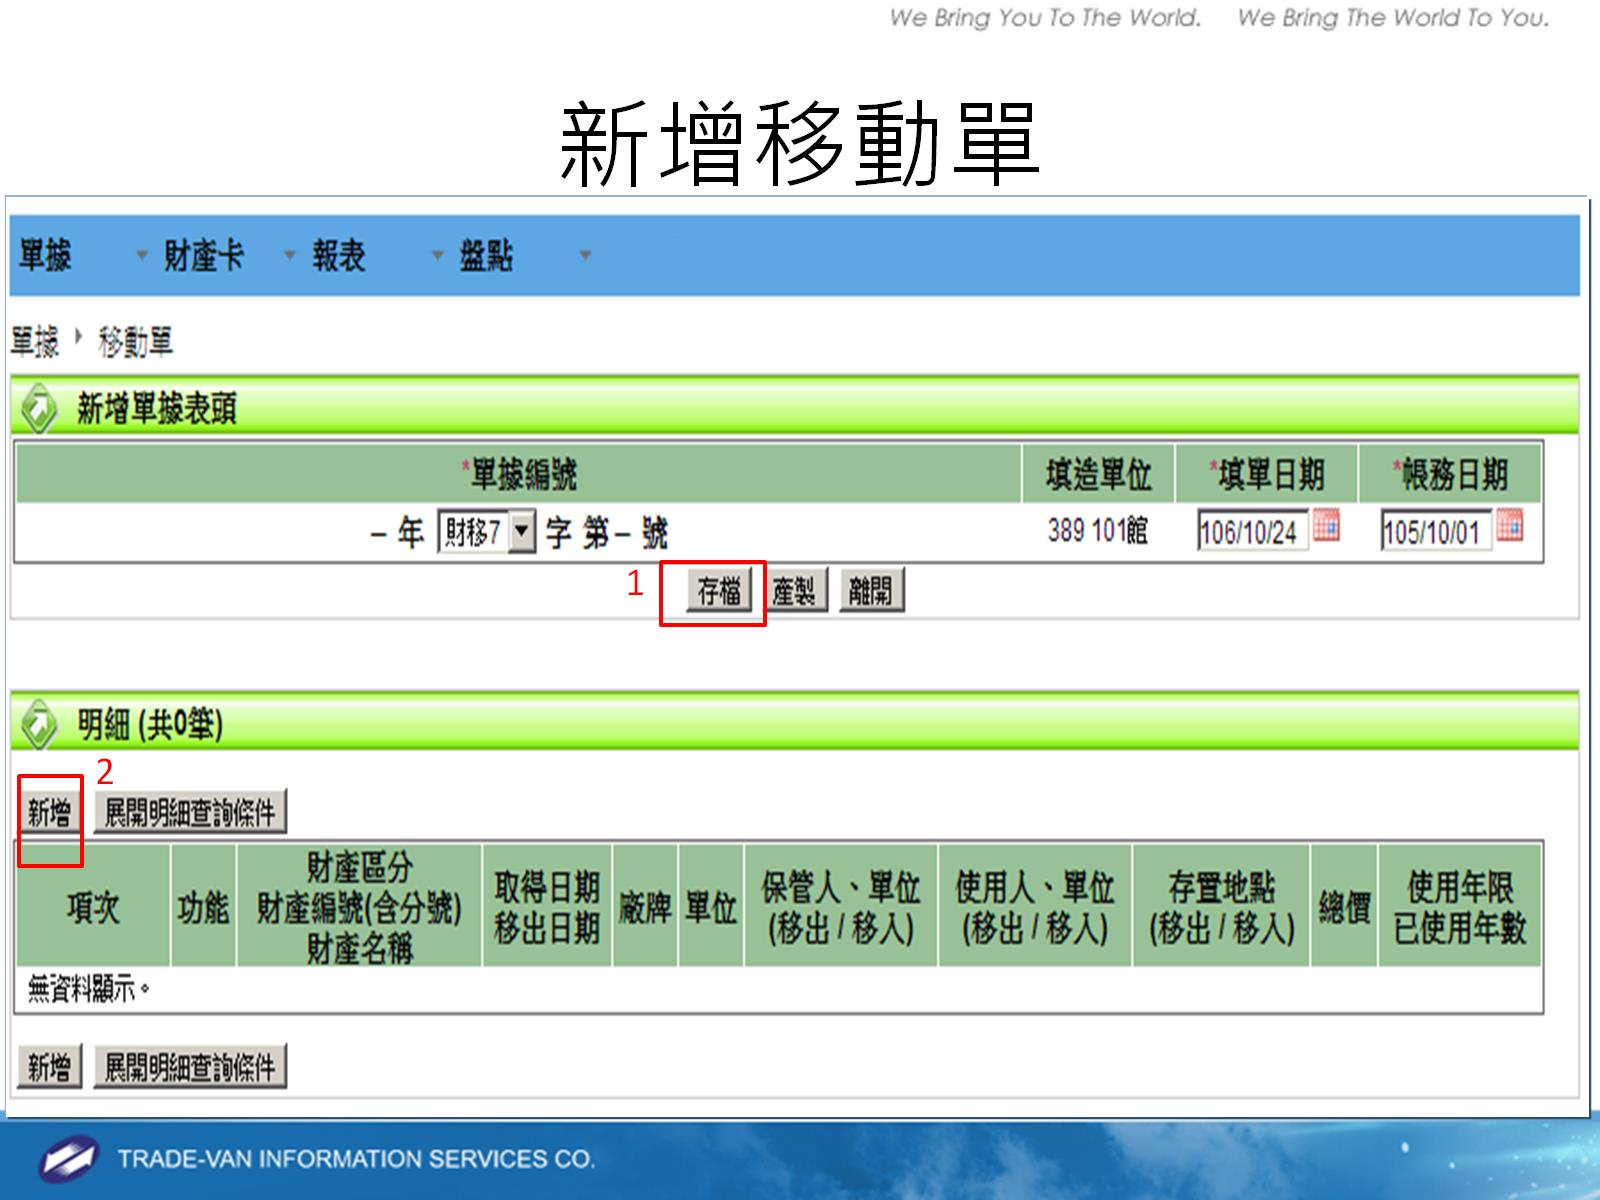 We Bring You To The World. We Bring The World To You.
新增移動單
單據 財產卡 報表 盤點
單據 移動單
新增單據表頭
*單據編號 填造單位 *填單日期 *帳務日期
– 年 財移7 字 第 – 號 389 101館 106/10/24 105/10/01
1 存檔 產製 離開
明細 (共0筆)
2
新增 展開明細查詢條件
項次 功能 財產區分 財產編號(含分號) 財產名稱 取得日期 移出日期 廠牌 單位 保管人、單位 (移出 / 移入) 使用人、單位 (移出 / 移入) 存置地點 (移出 / 移入) 總價 使用年限 已使用年數
無資料顯示。
新增 展開明細查詢條件
TRADE-VAN INFORMATION SERVICES CO.